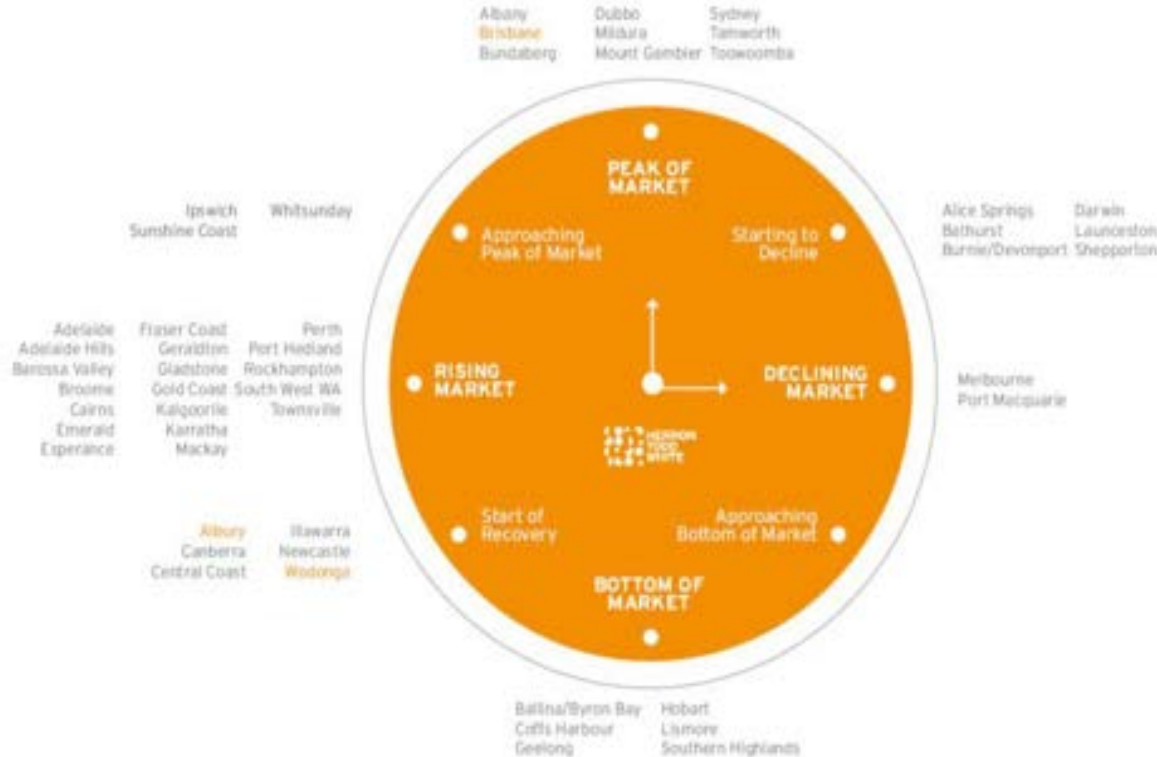 Albany Dubbo Sydney
Brisbane Mildura Tamworth
Bundaberg Mount Gambier Toowoomba
PEAK OF
MARKET
Ipswich Whitsunday
Sunshine Coast
Approaching
Peak of Market
Starting to
Decline
Alice Springs Darwin
Bathurst Launceston
Burnie/Devonport Shepparton
Adelaide Fraser Coast Perth
Adelaide Hills Geraldton Port Hedland
Barossa Valley Gladstone Rockhampton
Broome Gold Coast South West WA
Cairns Kalgoorlie Townsville
Emerald Karratha
Esperance Mackay
RISING
MARKET
DECLINING
MARKET
Melbourne
Port Macquarie
HERRON
TODD
WHITE
Albury Illawarra
Canberra Newcastle
Central Coast Wodonga
Start of
Recovery
Approaching
Bottom of Market
BOTTOM OF
MARKET
Ballina/Byron Bay Hobart
Coffs Harbour Lismore
Geelong Southern Highlands